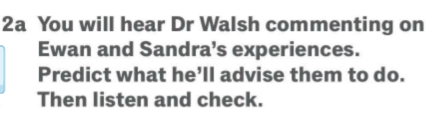 2a You will hear Dr Walsh commenting on
Ewan and Sandra's experiences.
Predict what he'll advise them to do.
Then listen and check.